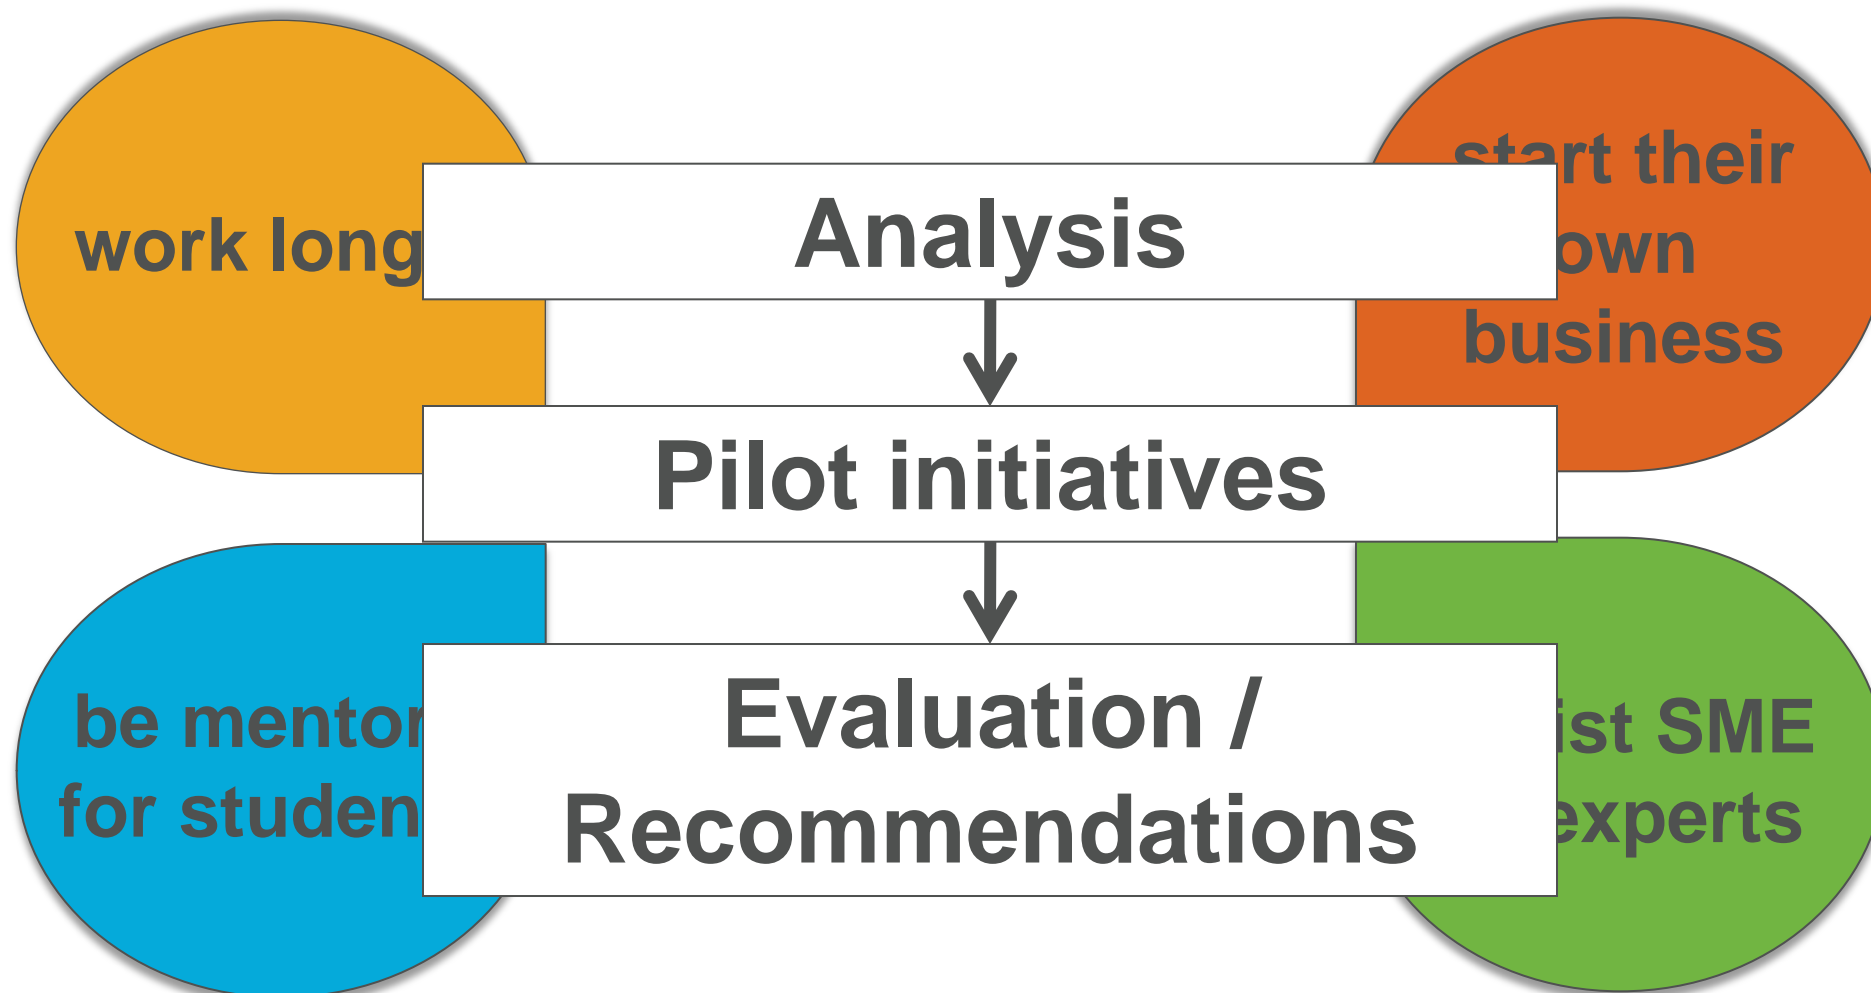 work long
start their
own
business
Analysis
Pilot initiatives
be mentor
for studen
Evaluation /
Recommendations
ist SME
experts